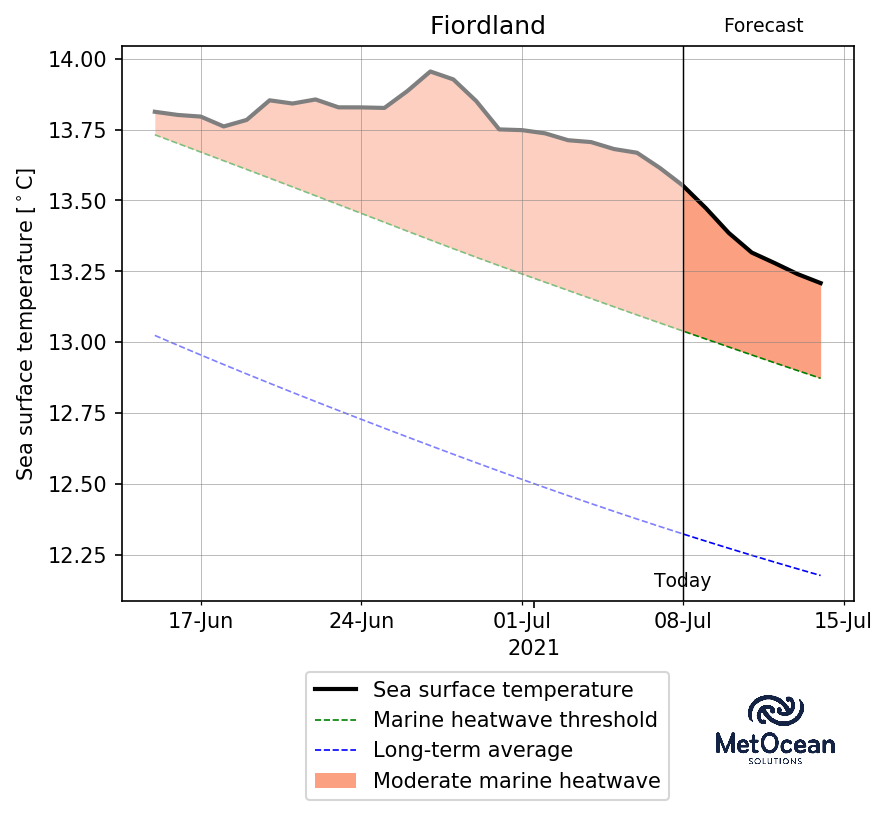 Fiordland
Forecast
Sea surface temperature [°C]
14.00
13.75
13.50
13.25
13.00
12.75
12.50
12.25
Today
17-Jun
24-Jun
01-Jul
08-Jul
15-Jul
2021
Sea surface temperature
Marine heatwave threshold
Long-term average
Moderate marine heatwave
MetOcean
SOLUTIONS